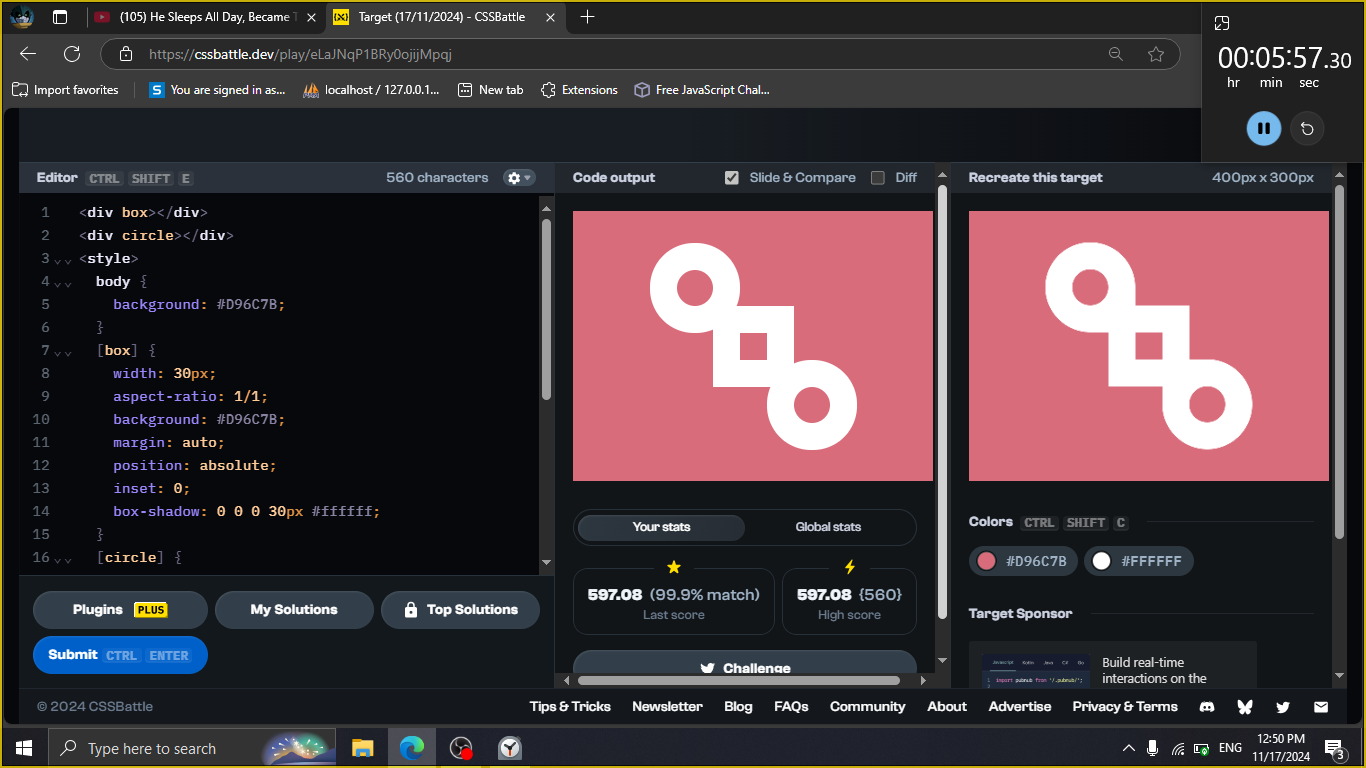 (105) He Sleeps All Day, Became
Target (17/11/2024) - CSSBattle
https://cssbattle.dev/play/eLaJNqP1BRy0ojijMpqj
Import favorites
You are signed in as...
localhost / 127.0.0.1...
New tab
Extensions
Free JavaScript Chal...
00:05:57.30
hr min sec
Editor CTRL SHIFT E
560 characters
1 <div box></div>
2 <div circle></div>
3 <style>
4 body {
5 background: #D96C7B;
6 }
7 [box] {
8 width: 30px;
9 aspect-ratio: 1/1;
10 background: #D96C7B;
11 margin: auto;
12 position: absolute;
13 inset: 0;
14 box-shadow: 0 0 0 30px #ffffff;
15 }
16 [circle] {
Plugins PLUS
My Solutions
Top Solutions
Submit CTRL ENTER
Code output
Slide & Compare
Diff
Your stats
Global stats
597.08 (99.9% match)
Last score
597.08 {560}
High score
Challenge
Recreate this target
400px x 300px
Colors CTRL SHIFT C
#D96C7B
#FFFFFF
Target Sponsor
Build real-time
interactions on the
© 2024 CSSBattle
Tips & Tricks
Newsletter
Blog
FAQs
Community
About
Advertise
Privacy & Terms
Type here to search
ENG
12:50 PM
11/17/2024
3